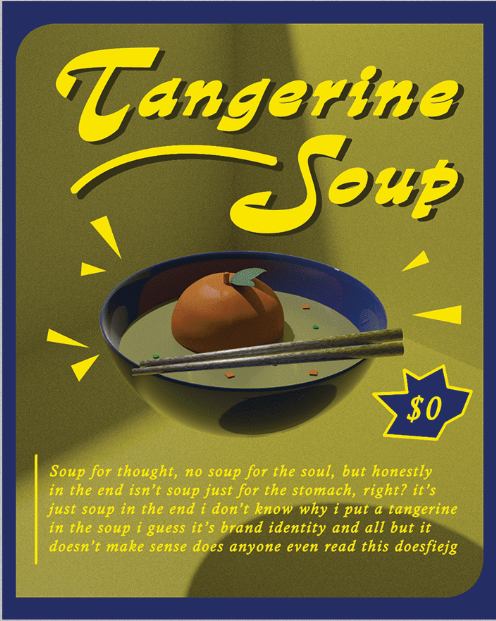 Tangerine
Soup
$0
Soup for thought, no soup for the soul, but honestly
in the end isn't soup just for the stomach, right? it's
just soup in the end i don't know why i put a tangerine
in the soup i guess it's brand identity and all but it
doesn't make sense does anyone even read this doesfiejg